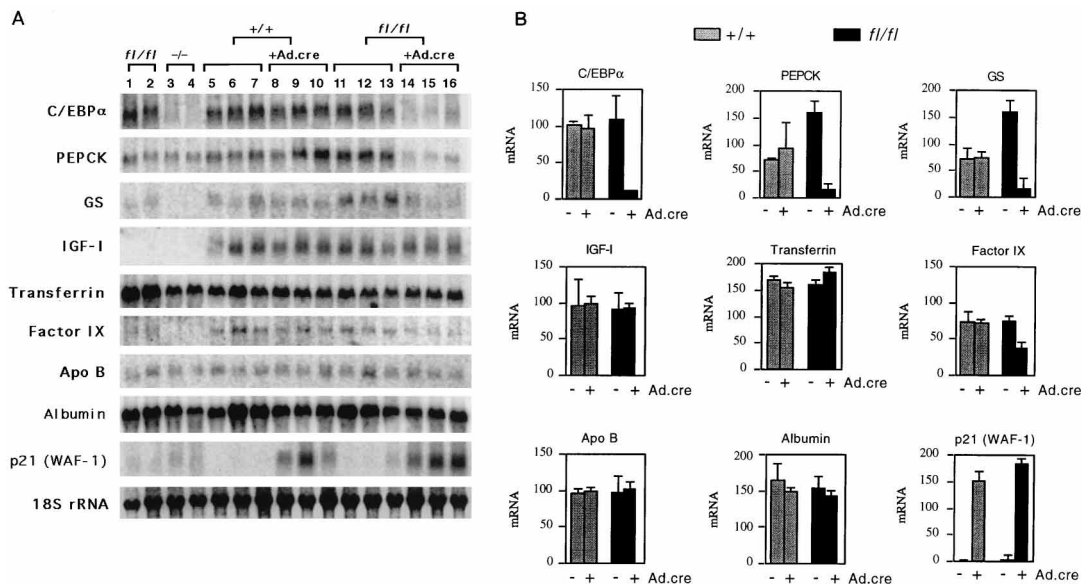 A
+/+
fl/fl
fl/fl
-/-
+Ad.cre
+Ad.cre
1 2 3 4 5 6 7 8 9 10 11 12 13 14 15 16
C/EBPα
PEPCK
GS
IGF-I
Transferrin
Factor IX
Apo B
Albumin
p21 (WAF-1)
18S rRNA
B
+/+
fl/fl
C/EBPα
mRNA
150
100
50
0
- + - + Ad.cre
PEPCK
mRNA
200
150
100
50
0
- + - + Ad.cre
GS
mRNA
200
150
100
50
0
- + - + Ad.cre
IGF-I
mRNA
150
100
50
0
- + - + Ad.cre
Transferrin
mRNA
200
150
100
50
0
- + - + Ad.cre
Factor IX
mRNA
150
100
50
0
- + - + Ad.cre
Apo B
mRNA
150
100
50
0
- + - + Ad.cre
Albumin
mRNA
200
150
100
50
0
- + - + Ad.cre
p21 (WAF-1)
mRNA
200
150
100
50
0
- + - + Ad.cre